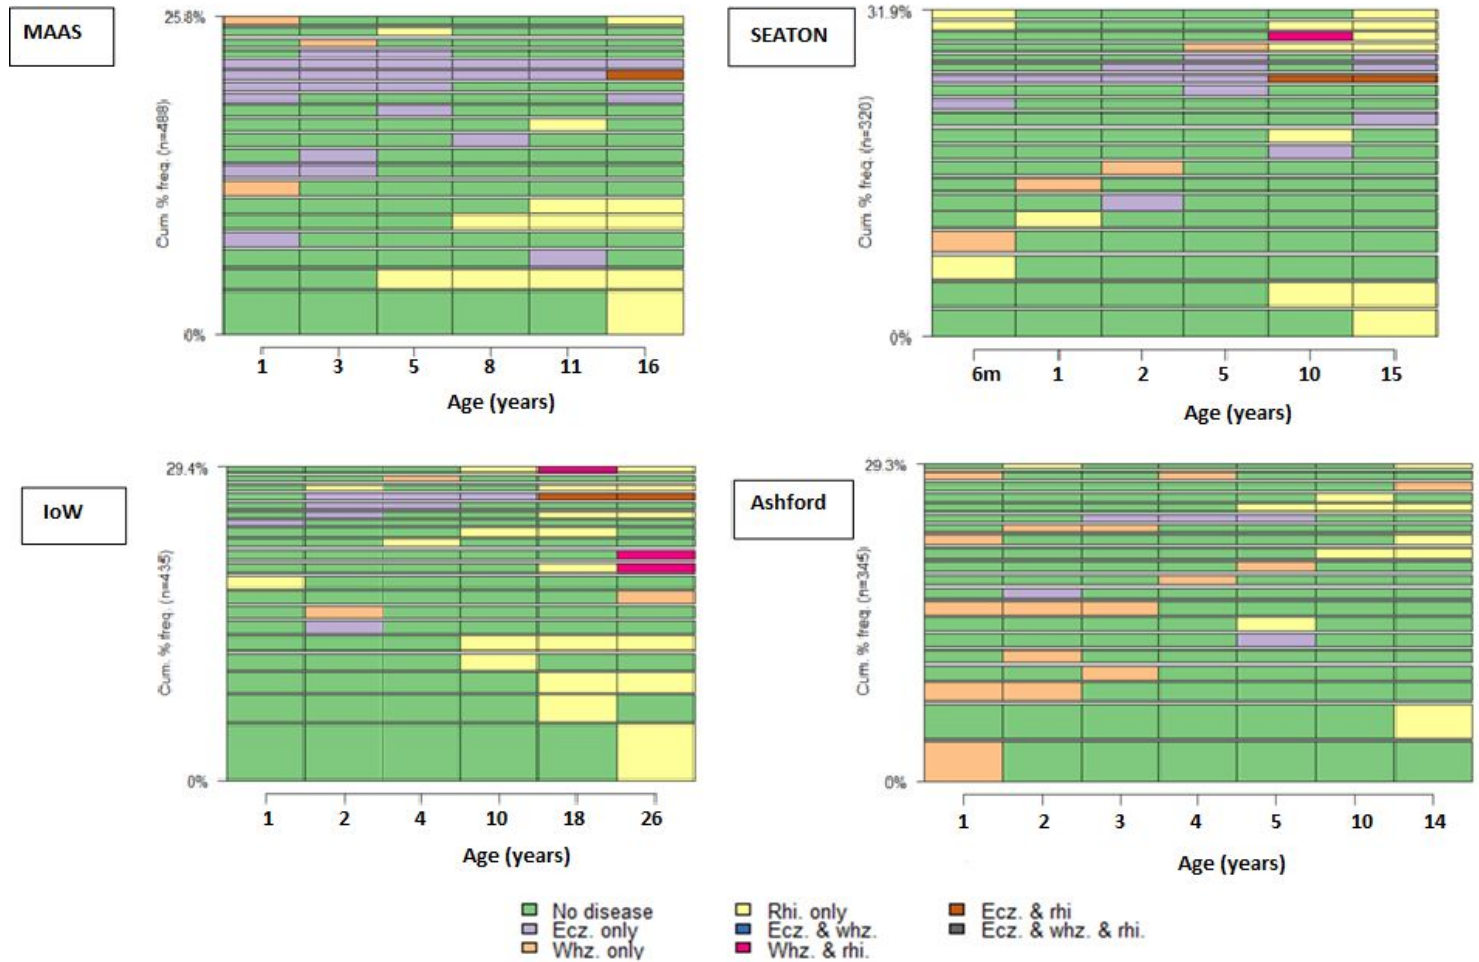 MAAS
25.8%
Cum. % freq. (n=488)
0%
1 3 5 8 11 16
Age (years)
SEATON
31.9%
Cum. % freq. (n=320)
0%
6m 1 2 5 10 15
Age (years)
IoW
29.4%
Cum. % freq. (n=435)
0%
1 2 4 10 18 26
Age (years)
Ashford
29.3%
Cum. % freq. (n=345)
0%
1 2 3 4 5 10 14
Age (years)
No disease Rhi. only Ecz. & rhi
Ecz. only Ecz. & whz. Ecz. & whz. & rhi.
Whz. only Whz. & rhi.